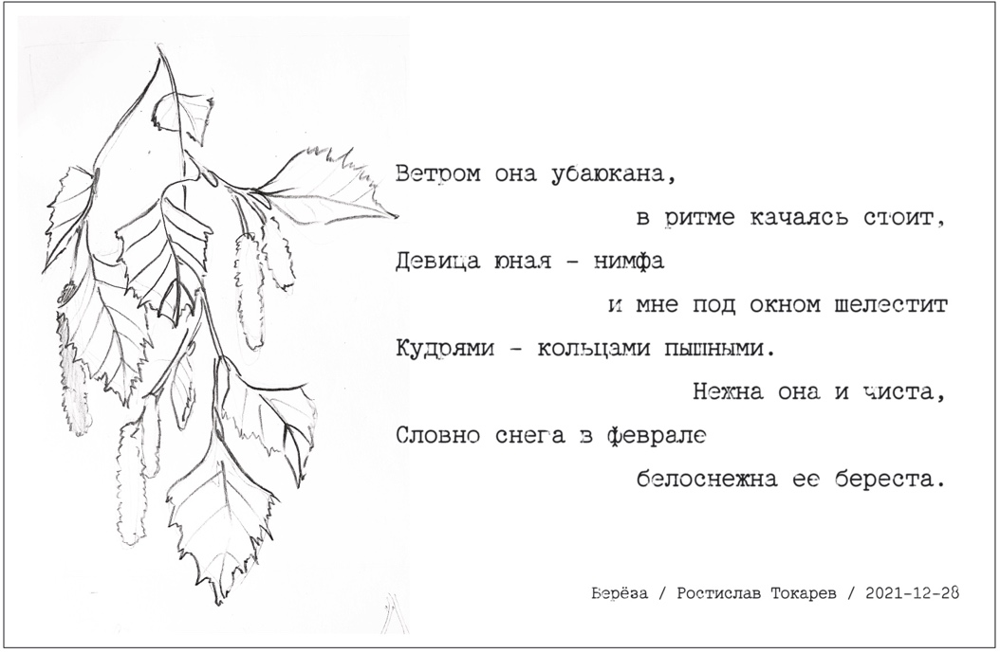 Ветром она убаюкана,
в ритме качаясь стоит,
Девица юная - нимфа
и мне под окном шелестит
Кудрями - кольцами пышными.
Нежна она и чиста,
Словно снега в феврале
белоснежна ее береста.
Берёза / Ростислав Токарев / 2021-12-28